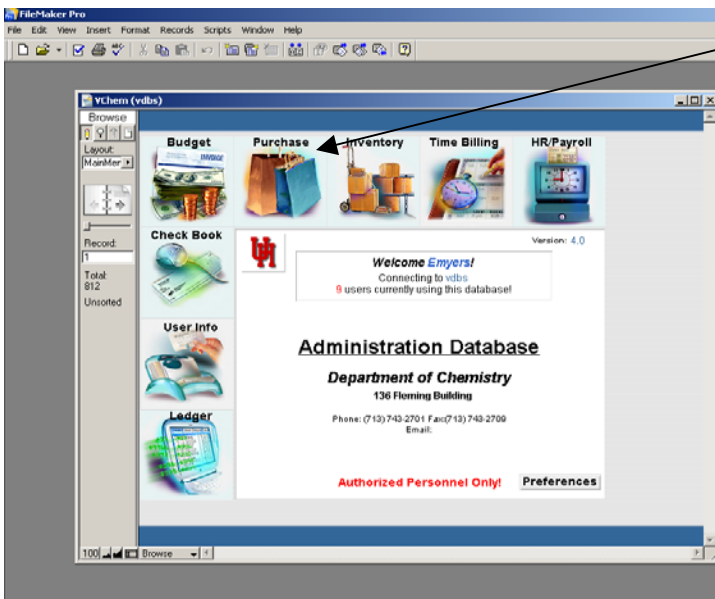 FileMaker Pro
File Edit View Insert Format Records Scripts Window Help
VChem (vdbs)
Browse
Layout:
MainMer
Record:
1
Total:
812
Unsorted
Budget Purchase Inventory Time Billing HR/Payroll
INVOICE
Check Book
User Info
Ledger
UH
Version: 4.0
Welcome Emyers!
Connecting to vdbs
9 users currently using this database!
Administration Database
Department of Chemistry
136 Fleming Building
Phone: (713) 743-2701 Fax:(713) 743-2709
Email:
Authorized Personnel Only!
Preferences
100 Browse